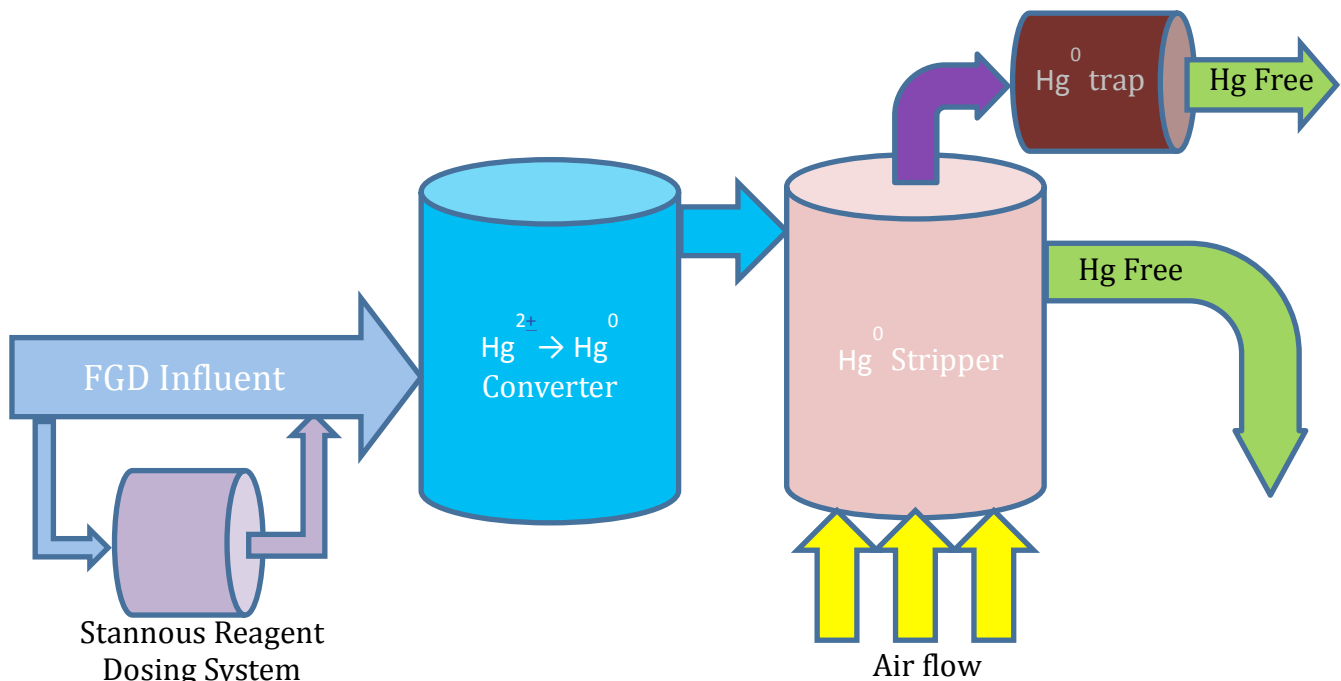 Hg⁰ trap
Hg Free
Hg Free
FGD Influent
Hg²⁺ → Hg⁰
Converter
Hg⁰ Stripper
Stannous Reagent
Dosing System
Air flow